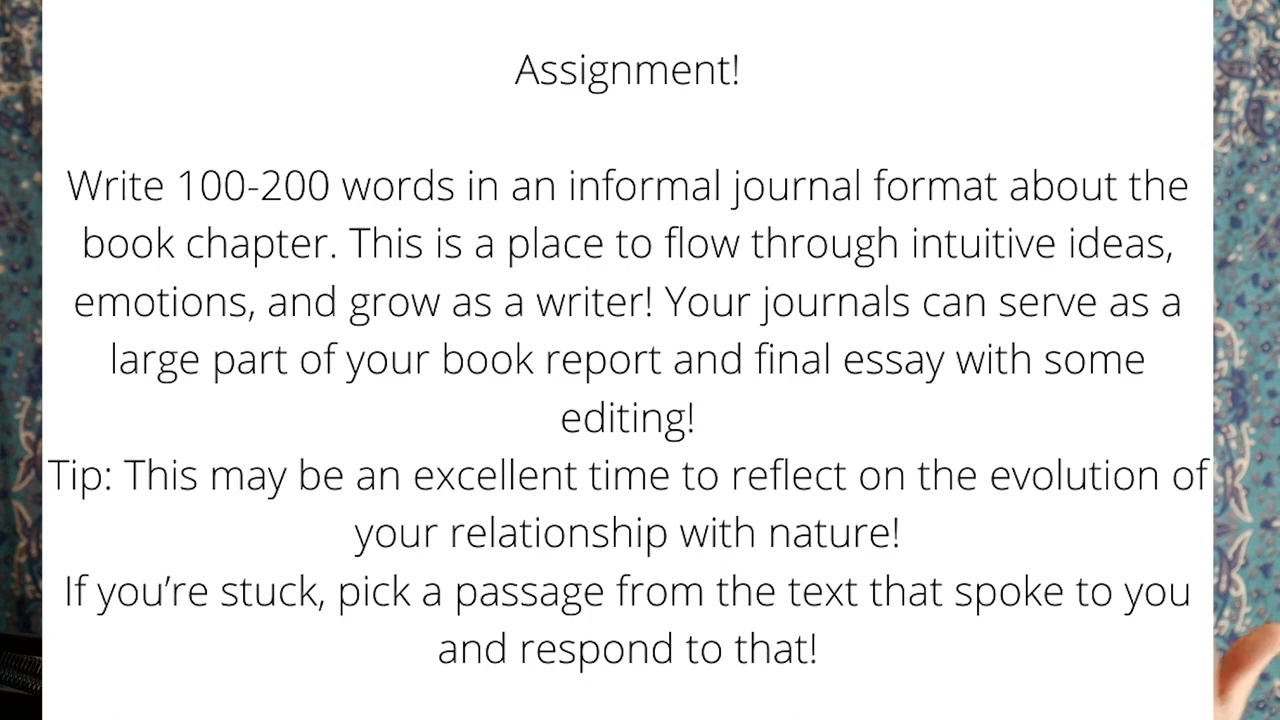 Assignment!
Write 100-200 words in an informal journal format about the
book chapter. This is a place to flow through intuitive ideas,
emotions, and grow as a writer! Your journals can serve as a
large part of your book report and final essay with some
editing!
Tip: This may be an excellent time to reflect on the evolution of
your relationship with nature!
If you’re stuck, pick a passage from the text that spoke to you
and respond to that!